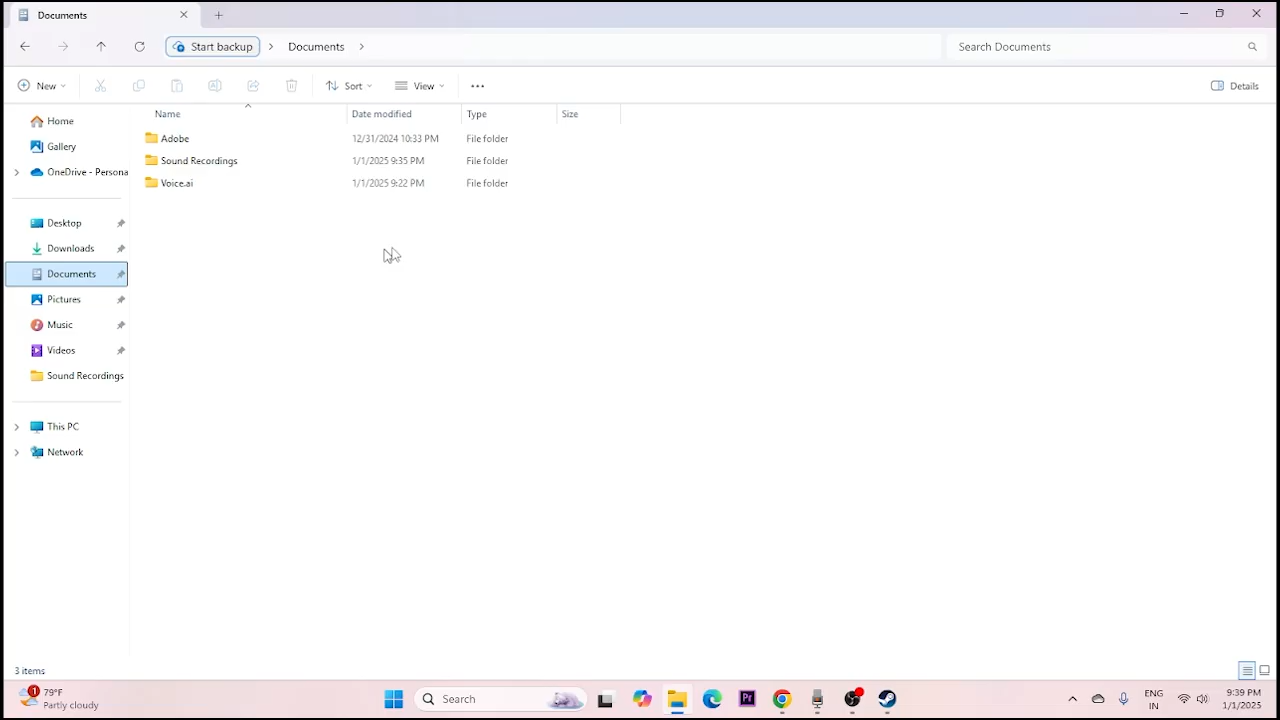 Documents
Start backup > Documents >
Search Documents
New
Sort
View
Details
Name Date modified Type Size
Adobe 12/31/2024 10:33 PM File folder
Sound Recordings 1/1/2025 9:35 PM File folder
Voice.ai 1/1/2025 9:22 PM File folder
Home
Gallery
OneDrive - Persona
Desktop
Downloads
Documents
Pictures
Music
Videos
Sound Recordings
This PC
Network
3 items
1
79°F
Partly cloudy
Search
Pr
ENG
IN
9:39 PM
1/1/2025